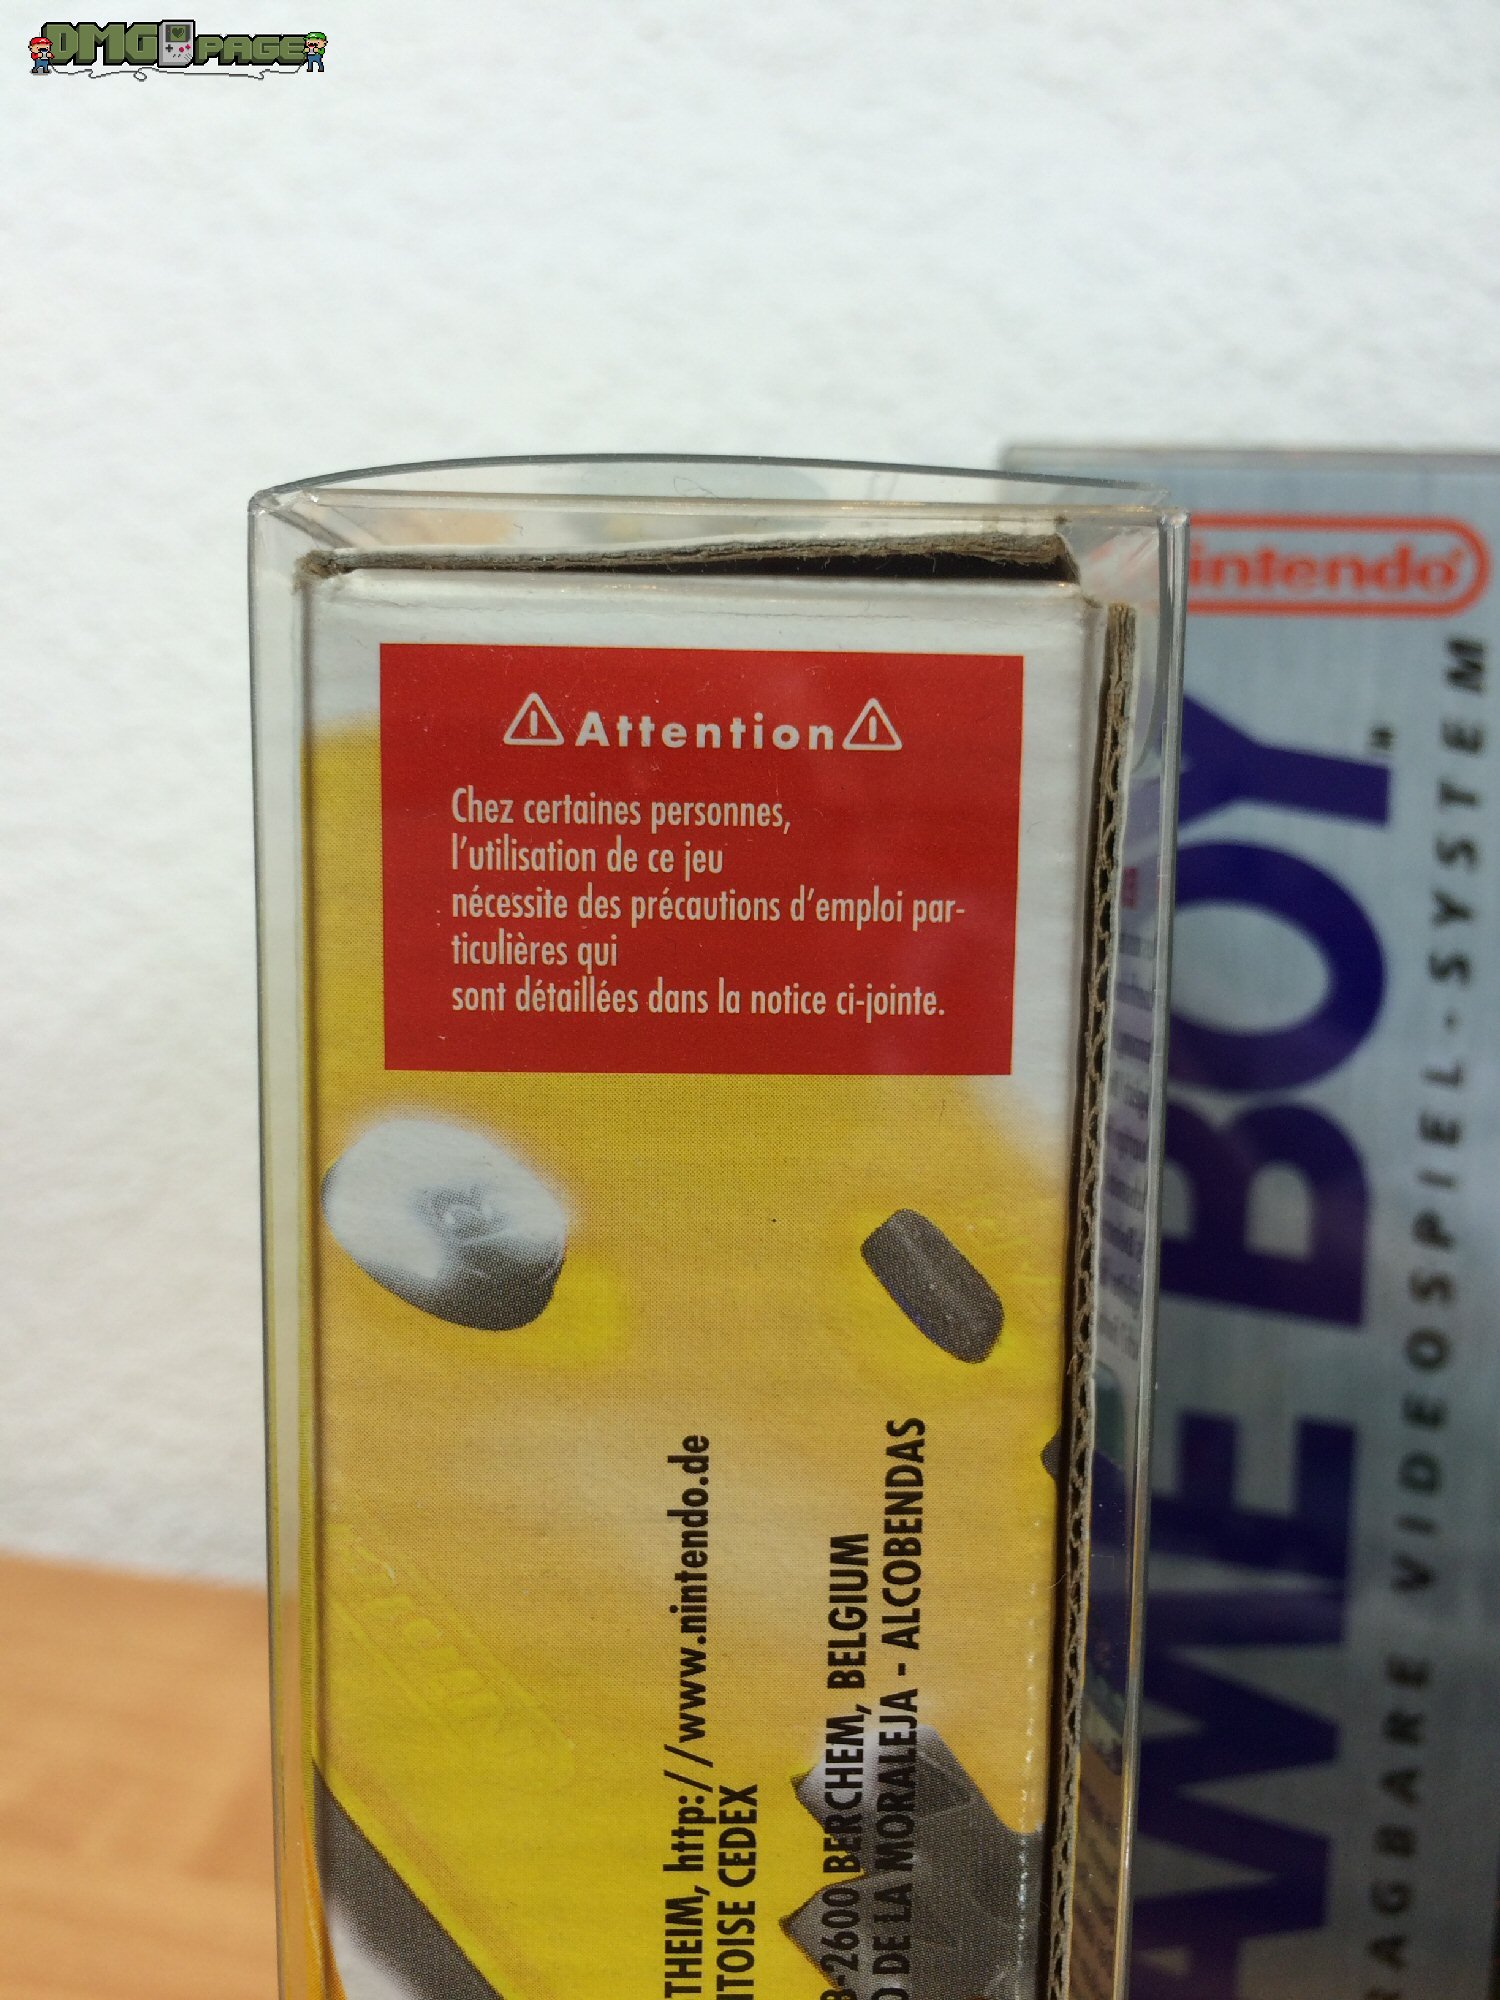 DMG PAGE
Attention
Chez certaines personnes,
l'utilisation de ce jeu
nécessite des précautions d'emploi par-
ticulières qui
sont détaillées dans la notice ci-jointe.
THEIM, http://www.nintendo.de
TOISE CEDEX
B-2600 BERCHEM, BELGIUM
DE LA MORALEJA - ALCOBENDAS
Nintendo®
GAME BOY™
TRAGBARE VIDEOSPIEL-SYSTEM